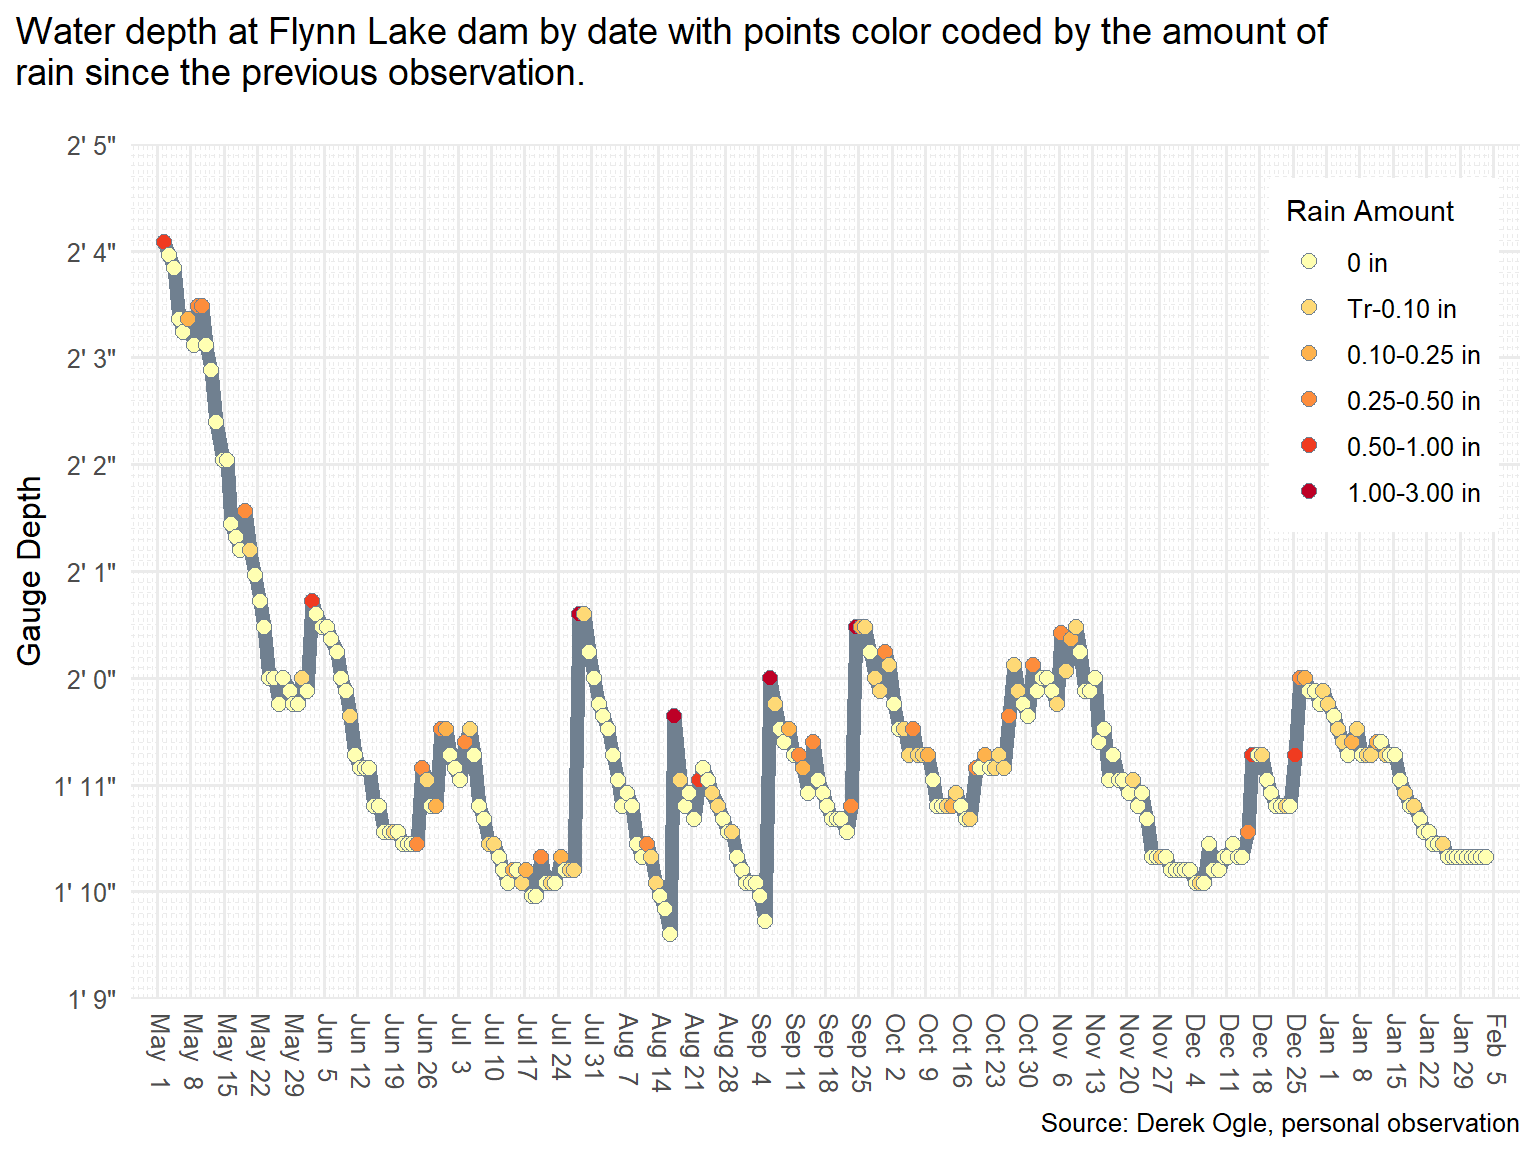 Water depth at Flynn Lake dam by date with points color coded by the amount of
rain since the previous observation.
2' 5"
2' 4"
2' 3"
2' 2"
2' 1"
2' 0"
1' 11"
1' 10"
1' 9"
Gauge Depth
Rain Amount
0 in
Tr-0.10 in
0.10-0.25 in
0.25-0.50 in
0.50-1.00 in
1.00-3.00 in
May 1
May 8
May 15
May 22
May 29
Jun 5
Jun 12
Jun 19
Jun 26
Jul 3
Jul 10
Jul 17
Jul 24
Jul 31
Aug 7
Aug 14
Aug 21
Aug 28
Sep 4
Sep 11
Sep 18
Sep 25
Oct 2
Oct 9
Oct 16
Oct 23
Oct 30
Nov 6
Nov 13
Nov 20
Nov 27
Dec 4
Dec 11
Dec 18
Dec 25
Jan 1
Jan 8
Jan 15
Jan 22
Jan 29
Feb 5
Source: Derek Ogle, personal observation